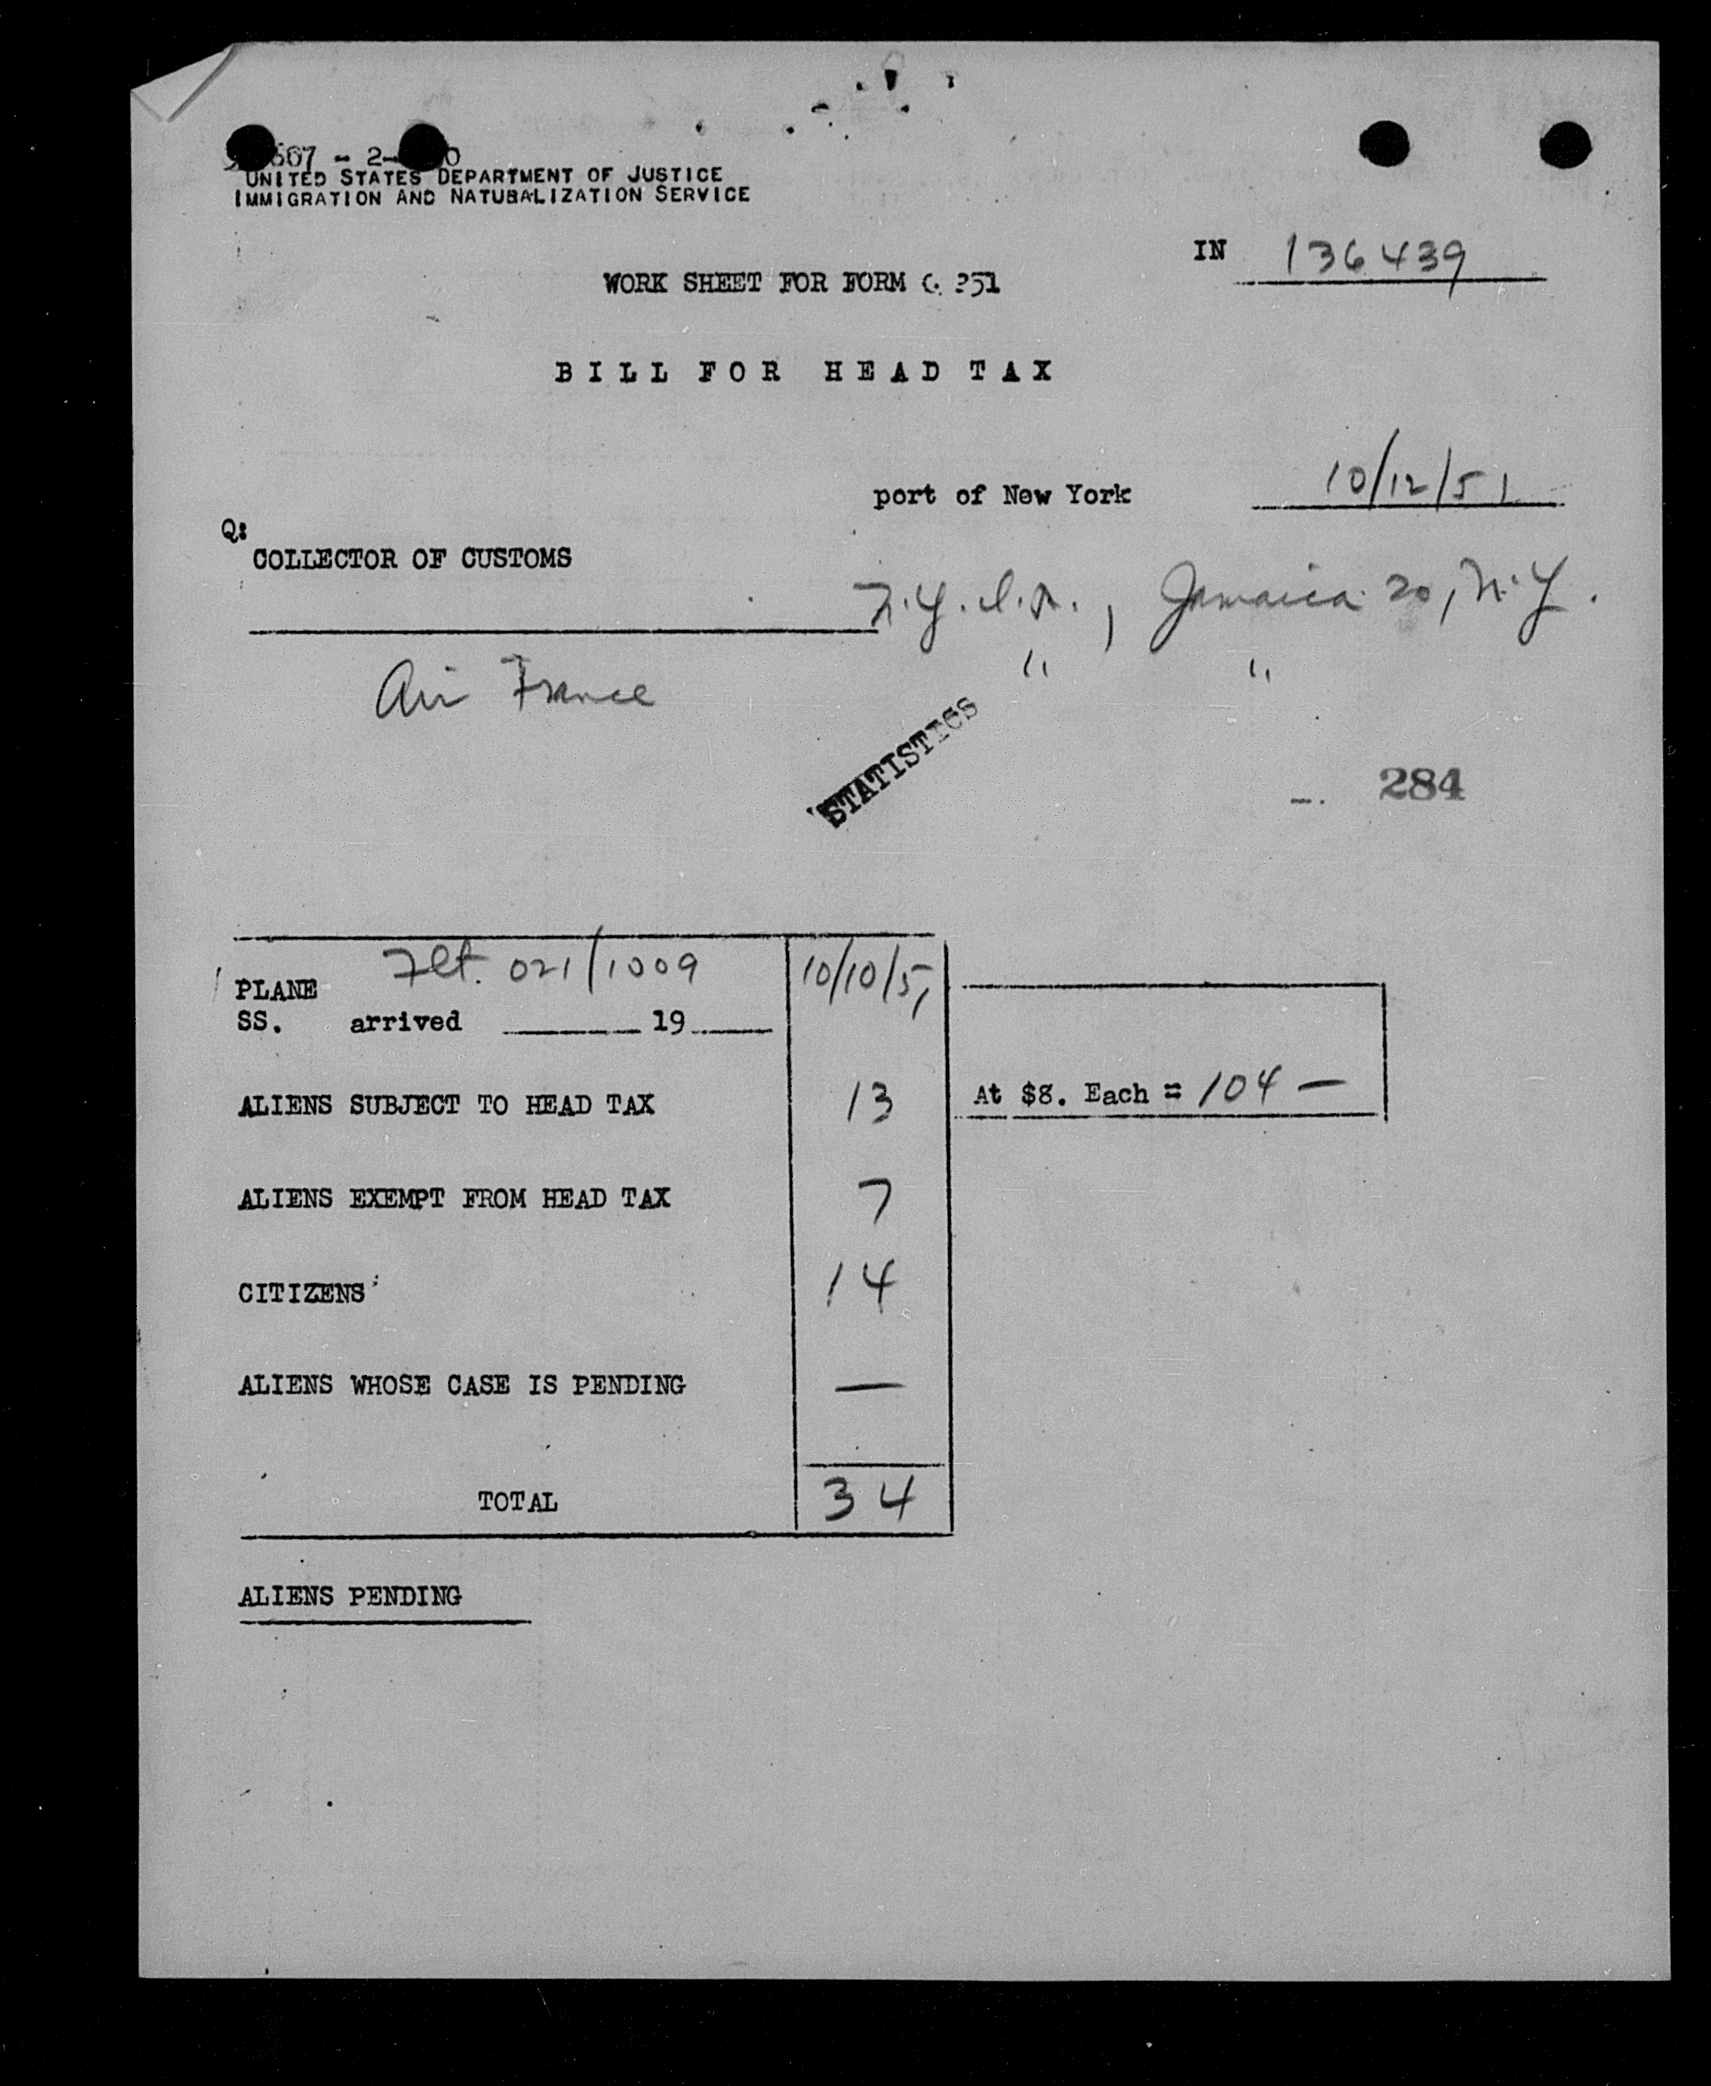 567 - 2-
UNITED STATES DEPARTMENT OF JUSTICE
IMMIGRATION AND NATURALIZATION SERVICE
IN 136439
WORK SHEET FOR FORM
BILL FOR HEAD TAX
port of New York 10/12/51
Q:
COLLECTOR OF CUSTOMS
N.Y.I.A., Jamaica 20, N.Y.
Air France " "
STATISTICS
284
Flt. 021/1009 10/10/51
PLANE
SS. arrived 19
ALIENS SUBJECT TO HEAD TAX 13 At $8. Each = 104 —
ALIENS EXEMPT FROM HEAD TAX 7
CITIZENS 14
ALIENS WHOSE CASE IS PENDING —
TOTAL 34
ALIENS PENDING